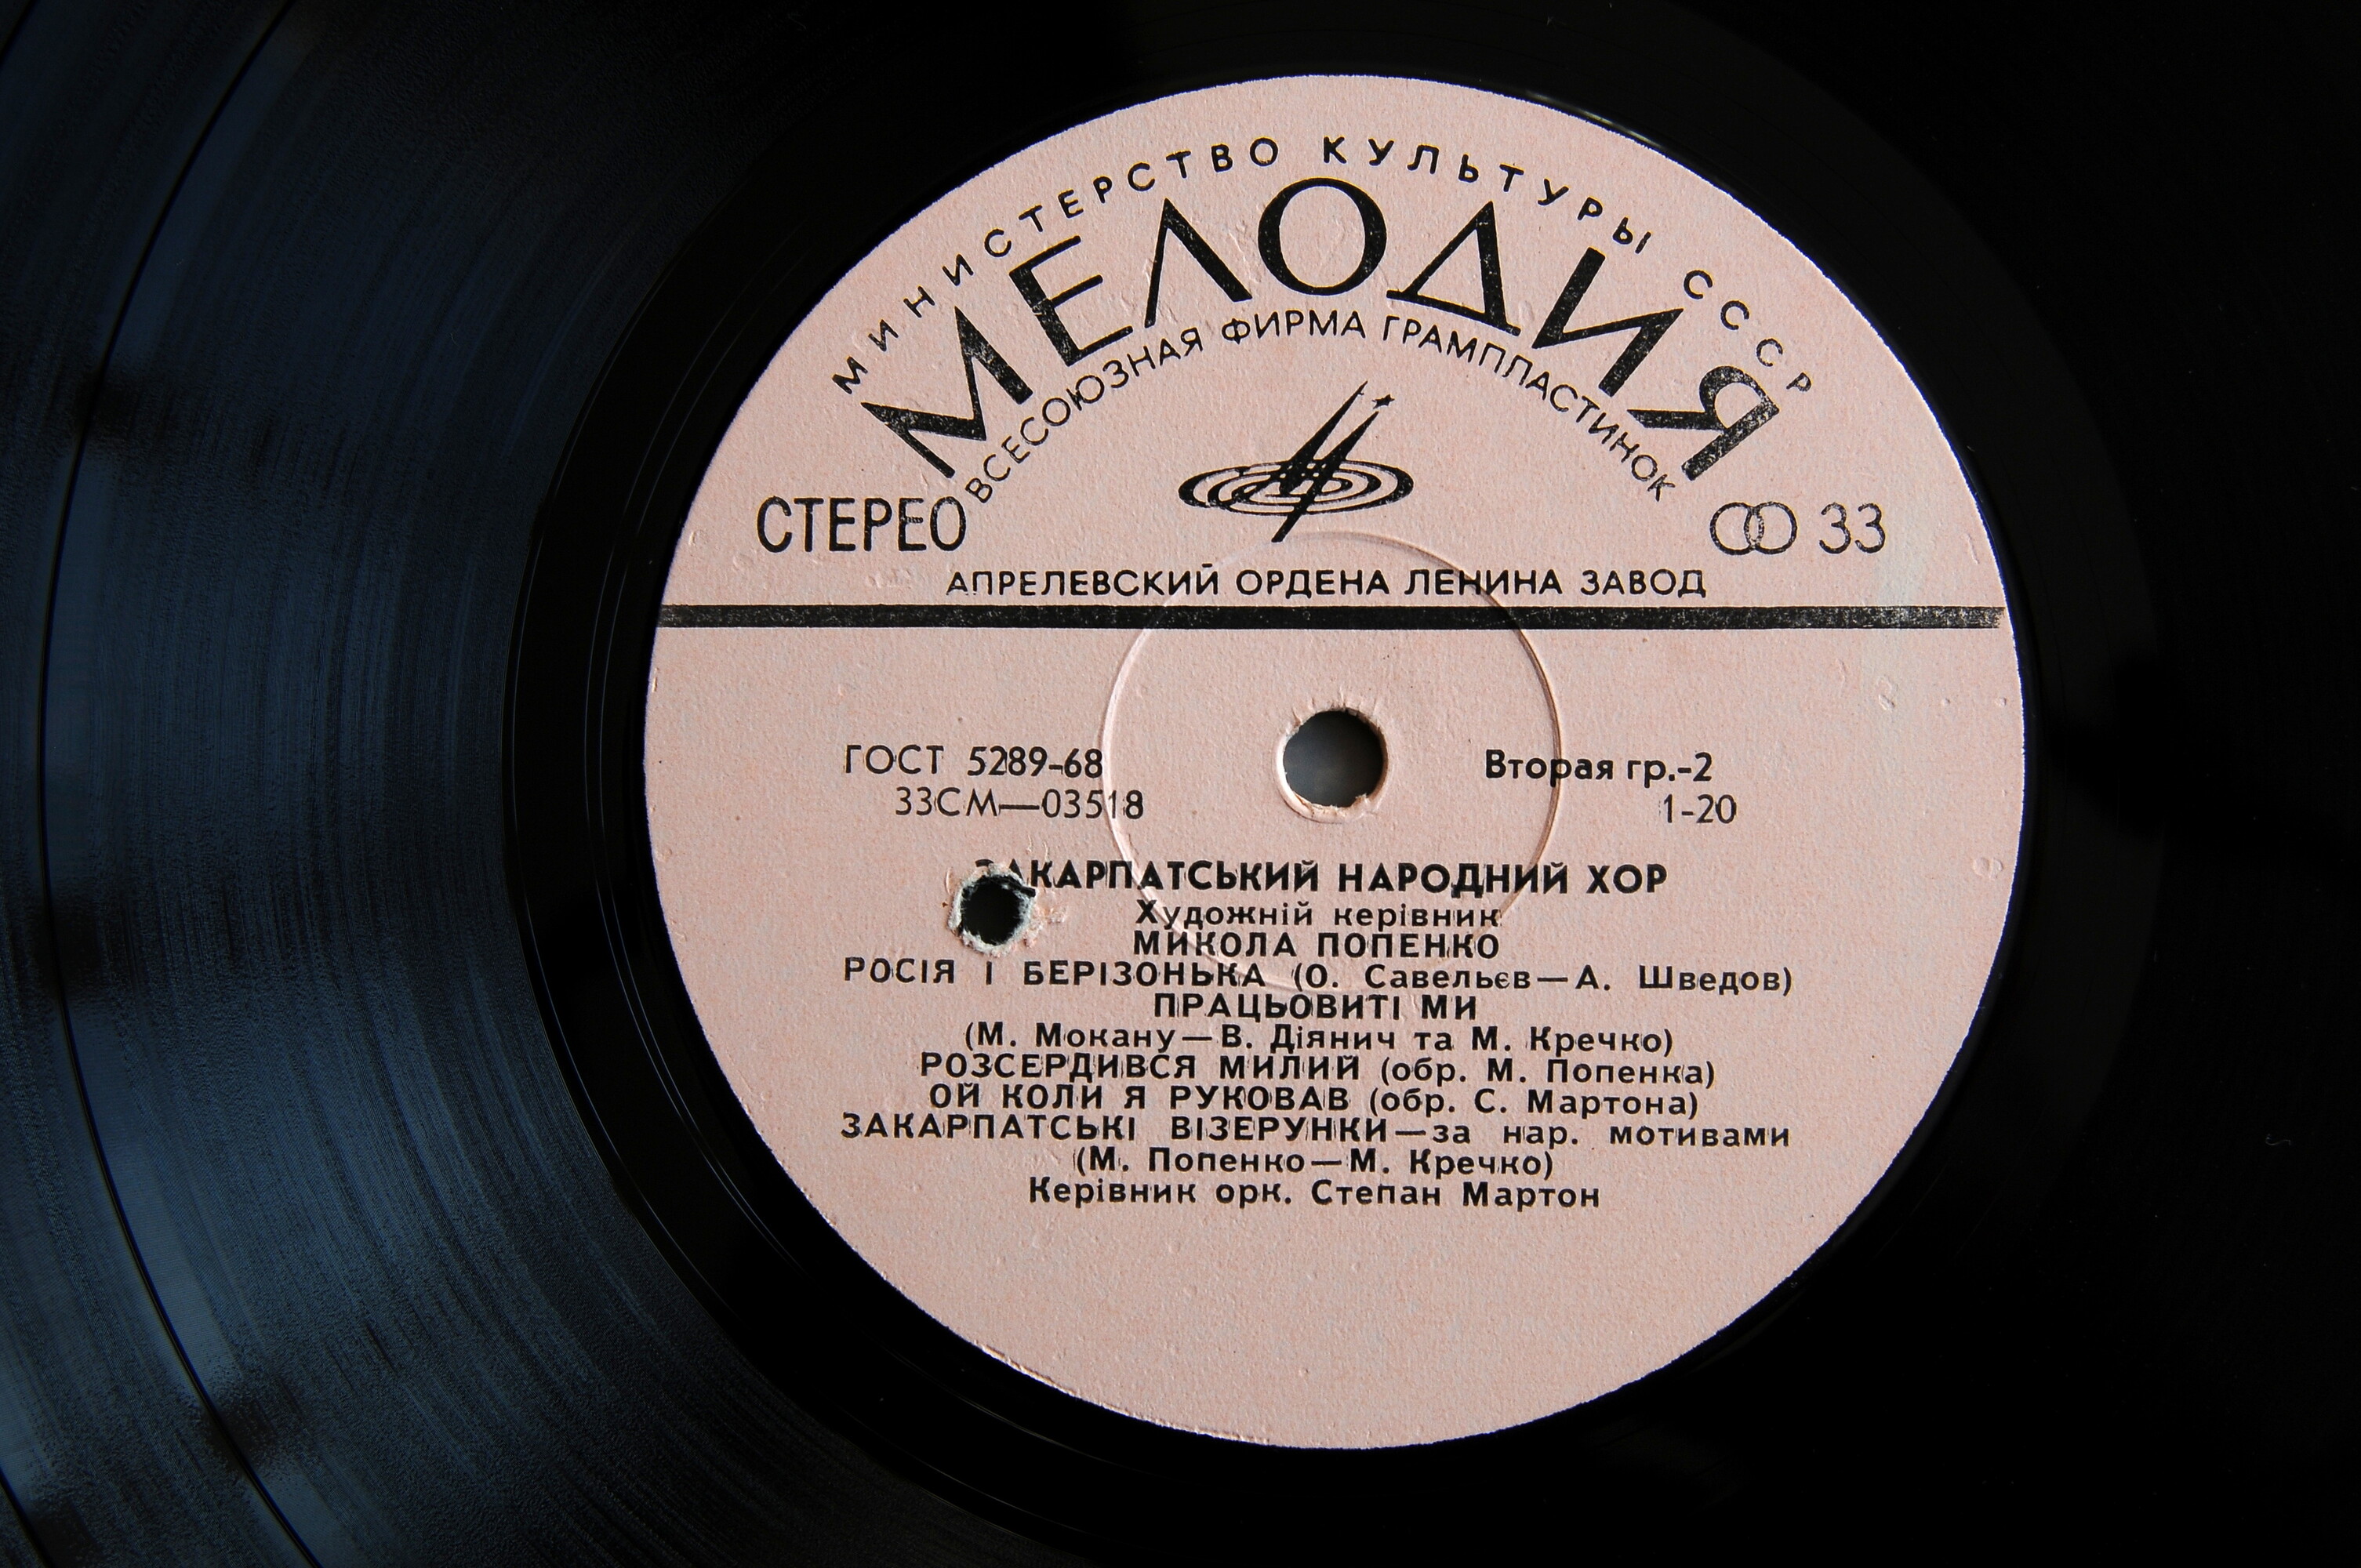 МИНИСТЕРСТВО КУЛЬТУРЫ СССР
МЕЛОДИЯ
ВСЕСОЮЗНАЯ ФИРМА ГРАМПЛАСТИНОК
СТЕРЕО 33
АПРЕЛЕВСКИЙ ОРДЕНА ЛЕНИНА ЗАВОД
ГОСТ 5289-68 Вторая гр.-2
33СМ—03518 1-20
ЗАКАРПАТСЬКИЙ НАРОДНИЙ ХОР
Художній керівник
МИКОЛА ПОПЕНКО
РОСІЯ І БЕРІЗОНЬКА (О. Савельєв—А. Шведов)
ПРАЦЬОВИТІ МИ
(М. Мокану—В. Діянич та М. Кречко)
РОЗСЕРДИВСЯ МИЛИЙ (обр. М. Попенка)
ОЙ КОЛИ Я РУКОВАВ (обр. С. Мартона)
ЗАКАРПАТСЬКІ ВІЗЕРУНКИ—за нар. мотивами
(М. Попенко—М. Кречко)
Керівник орк. Степан Мартон